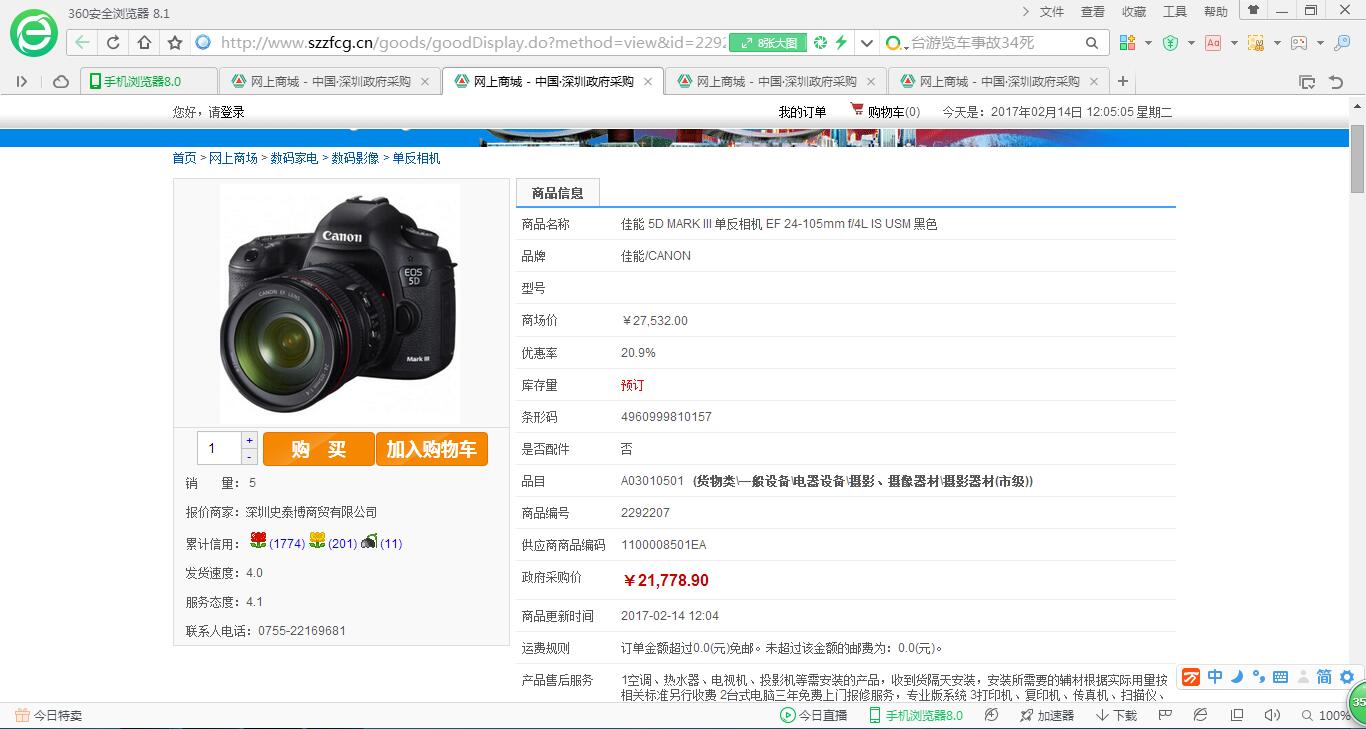 360安全浏览器 8.1
文件 查看 收藏 工具 帮助
http://www.szzfcg.cn/goods/goodDisplay.do?method=view&id=2292
8张大图
台游览车事故34死
手机浏览器8.0
网上商城 - 中国·深圳政府采购
网上商城 - 中国·深圳政府采购
网上商城 - 中国·深圳政府采购
网上商城 - 中国·深圳政府采购
您好，请登录
我的订单 购物车(0) 今天是：2017年02月14日 12:05:05 星期二
首页 > 网上商场 > 数码家电 > 数码影像 > 单反相机
Canon
EOS
5D
CANON EF LENS
Mark III
1
+
-
购 买
加入购物车
销 量： 5
报价商家：深圳史泰博商贸有限公司
累计信用： (1774) (201) (11)
发货速度：4.0
服务态度：4.1
联系人电话：0755-22169681
商品信息
商品名称 佳能 5D MARK III 单反相机 EF 24-105mm f/4L IS USM 黑色
品牌 佳能/CANON
型号
商场价 ￥27,532.00
优惠率 20.9%
库存量 预订
条形码 4960999810157
是否配件 否
品目 A03010501 (货物类\一般设备\电器设备\摄影、摄像器材\摄影器材(市级))
商品编号 2292207
供应商商品编码 1100008501EA
政府采购价 ￥21,778.90
商品更新时间 2017-02-14 12:04
运费规则 订单金额超过0.0(元)免邮。未超过该金额的邮费为：0.0(元)。
产品售后服务 1空调、热水器、电视机、投影机等需安装的产品，收到货隔天安装，安装所需要的辅材根据实际用量按
相关标准另行收费 2台式电脑三年免费上门报修服务，专业版系统 3打印机、复印机、传真机、扫描仪、
中 简
35
今日特卖
今日直播 手机浏览器8.0 加速器 下载 100%